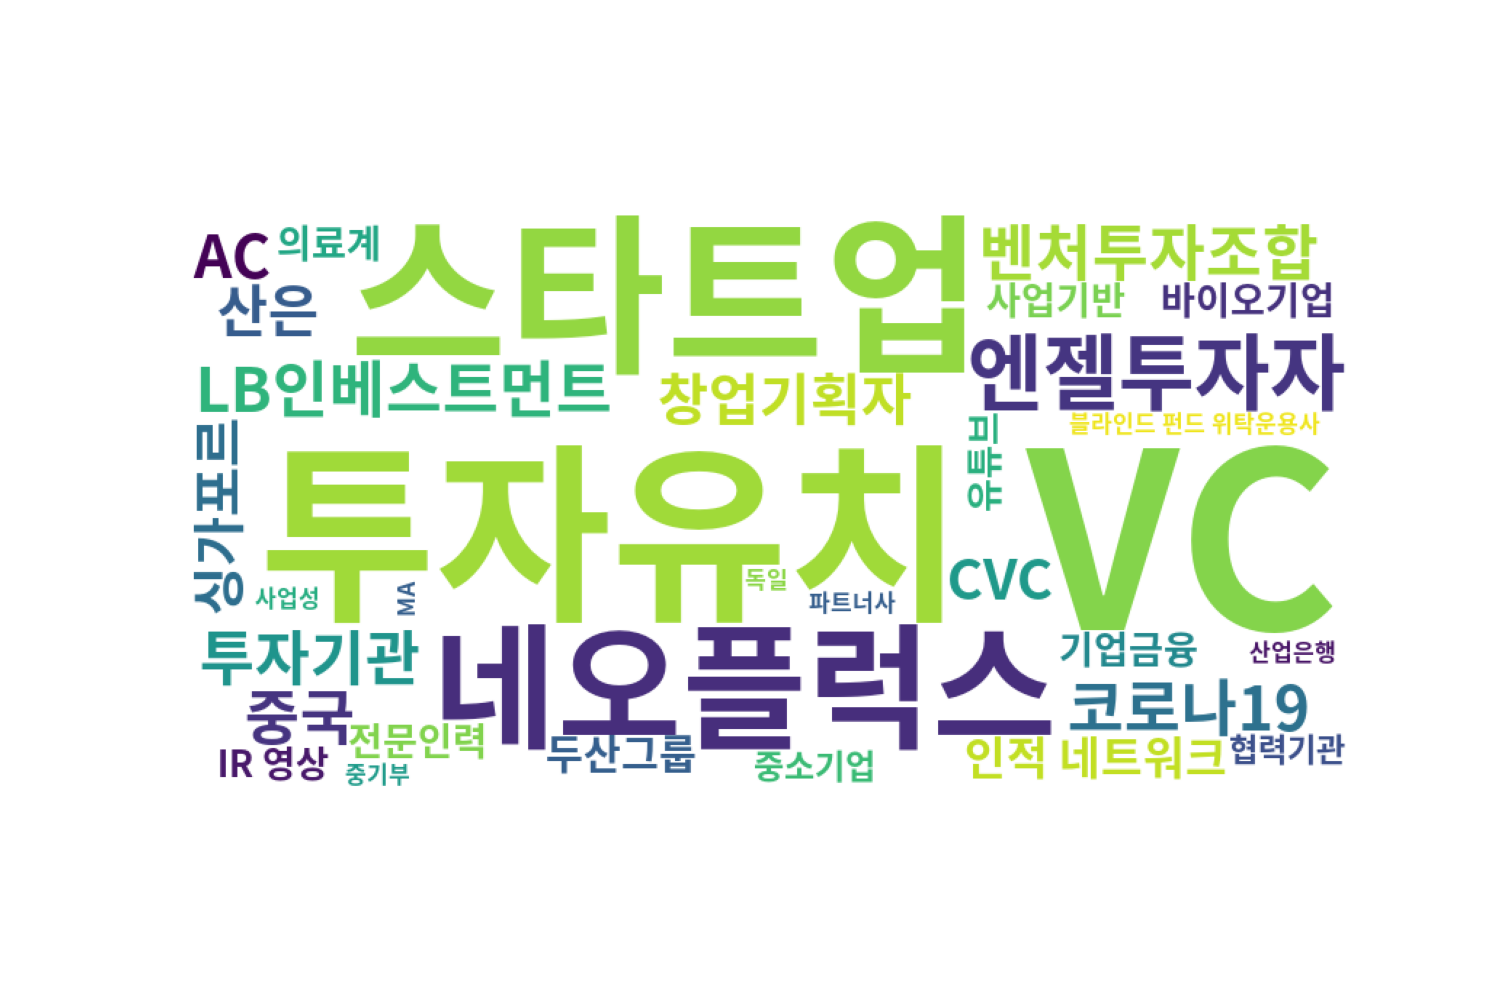 AC
의료계
스타트업
벤처투자조합
산은
사업기반
바이오기업
LB인베스트먼트
창업기획자
엔젤투자자
블라인드 펀드 위탁운용사
싱가포르
투자유치
유튜브
VC
사업성
MA
독일
파트너사
CVC
투자기관
네오플럭스
기업금융
산업은행
중국
코로나19
전문인력
IR 영상
중기부
두산그룹
중소기업
인적 네트워크
협력기관